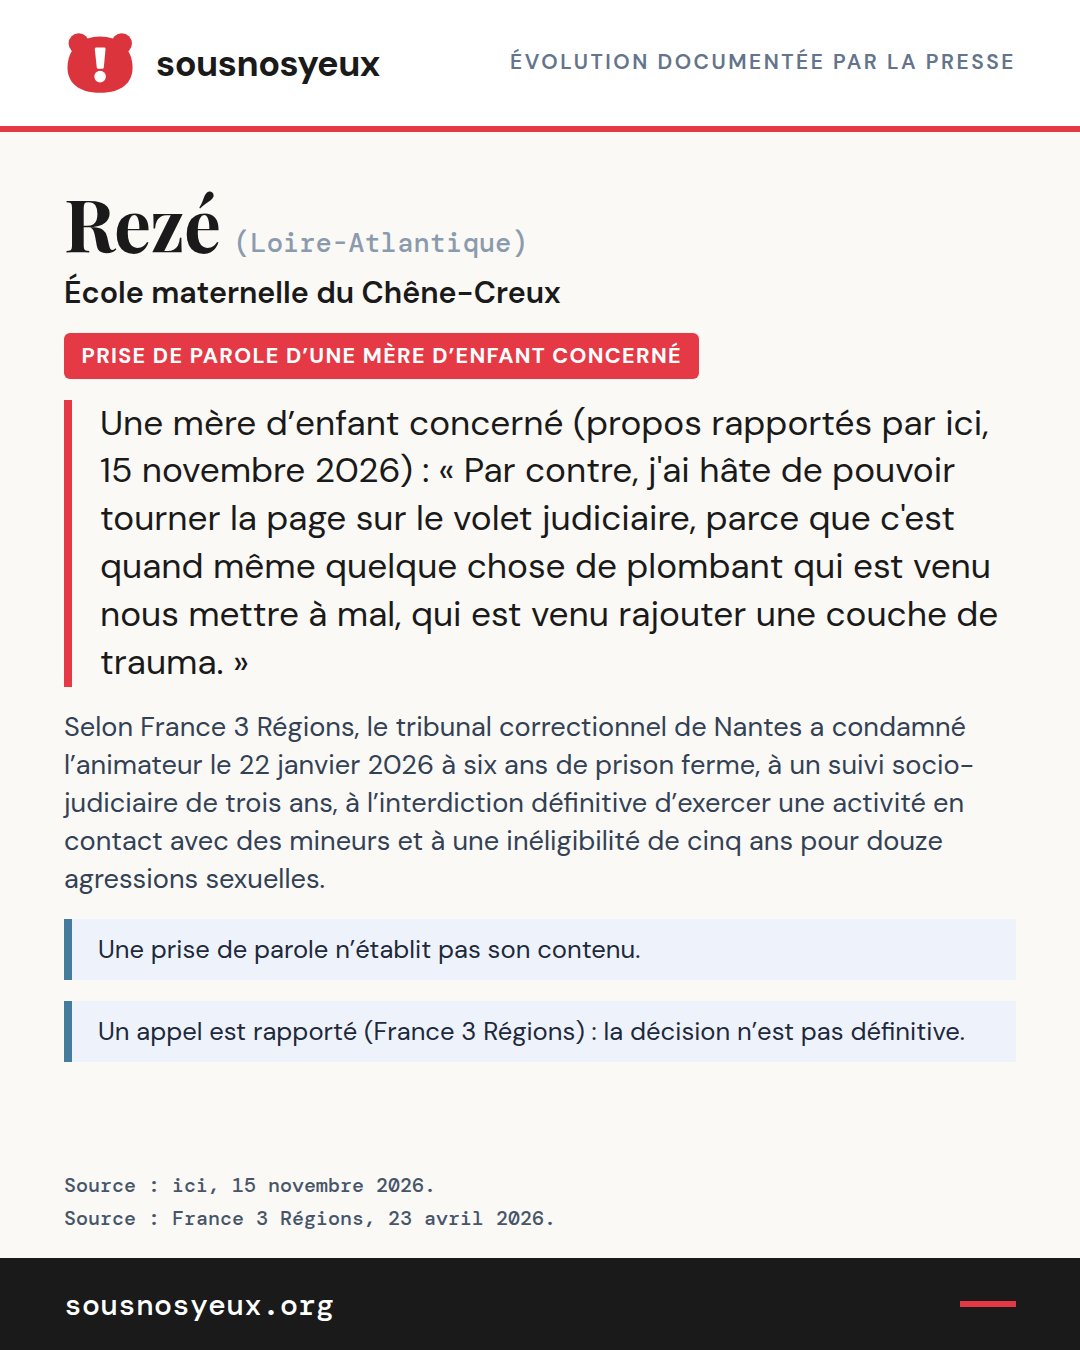 sousnosyeux
ÉVOLUTION DOCUMENTÉE PAR LA PRESSE
Rezé (Loire-Atlantique)
École maternelle du Chêne-Creux
PRISE DE PAROLE D’UNE MÈRE D’ENFANT CONCERNÉ
Une mère d’enfant concerné (propos rapportés par ici,
15 novembre 2026) : « Par contre, j'ai hâte de pouvoir
tourner la page sur le volet judiciaire, parce que c'est
quand même quelque chose de plombant qui est venu
nous mettre à mal, qui est venu rajouter une couche de
trauma. »
Selon France 3 Régions, le tribunal correctionnel de Nantes a condamné
l’animateur le 22 janvier 2026 à six ans de prison ferme, à un suivi socio-
judiciaire de trois ans, à l’interdiction définitive d’exercer une activité en
contact avec des mineurs et à une inéligibilité de cinq ans pour douze
agressions sexuelles.
Une prise de parole n’établit pas son contenu.
Un appel est rapporté (France 3 Régions) : la décision n’est pas définitive.
Source : ici, 15 novembre 2026.
Source : France 3 Régions, 23 avril 2026.
sousnosyeux.org